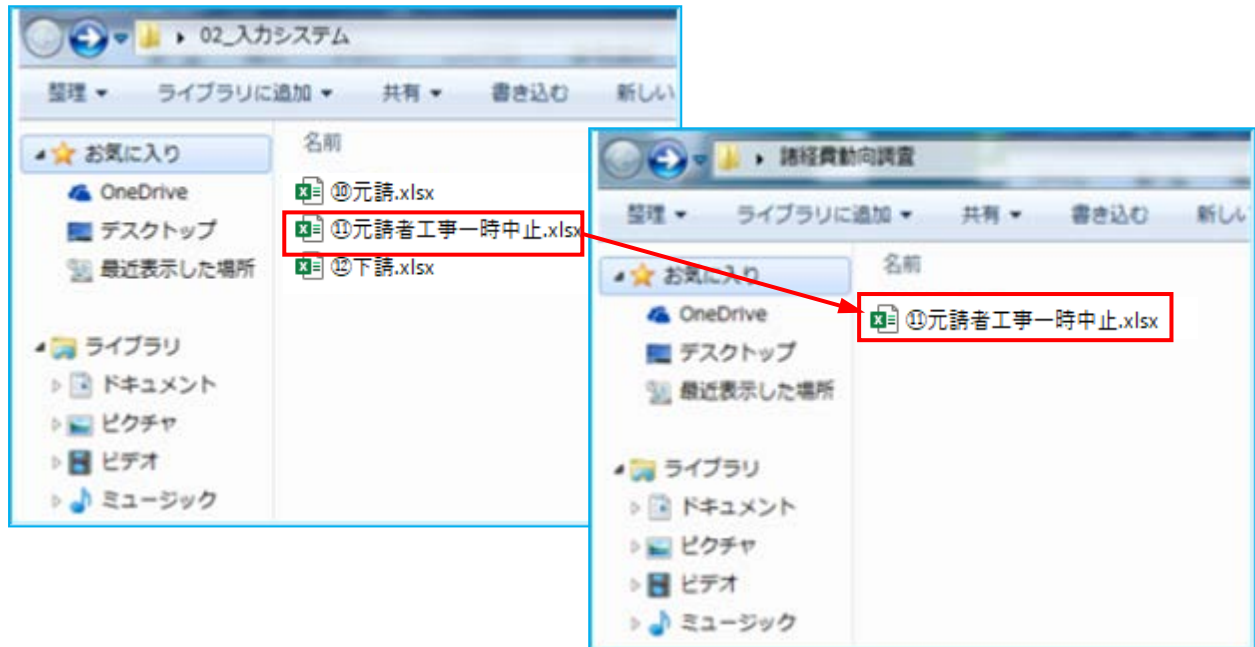 02_入力システム
整理 ライブラリに追加 共有 書き込む 新しい
お気に入り
OneDrive
デスクトップ
最近表示した場所
ライブラリ
ドキュメント
ピクチャ
ビデオ
ミュージック
名前
⑩元請.xlsx
⑪元請者工事一時中止.xlsx
⑫下請.xlsx
諸経費動向調査
整理 ライブラリに追加 共有 書き込む 新し
お気に入り
OneDrive
デスクトップ
最近表示した場所
ライブラリ
ドキュメント
ピクチャ
ビデオ
ミュージック
名前
⑪元請者工事一時中止.xlsx